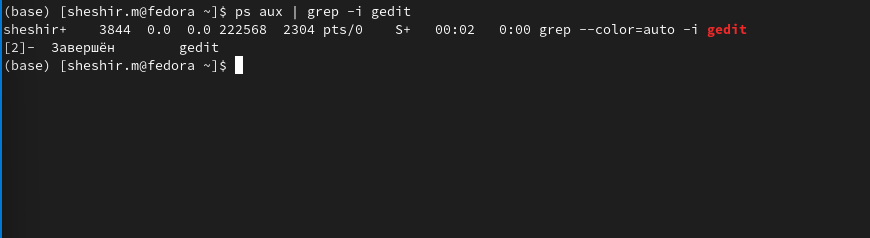 (base) [sheshir.m@fedora ~]$ ps aux | grep -i gedit
sheshir+    3844  0.0  0.0 222568  2304 pts/0    S+   00:02   0:00 grep --color=auto -i gedit
[2]-  Завершён        gedit
(base) [sheshir.m@fedora ~]$